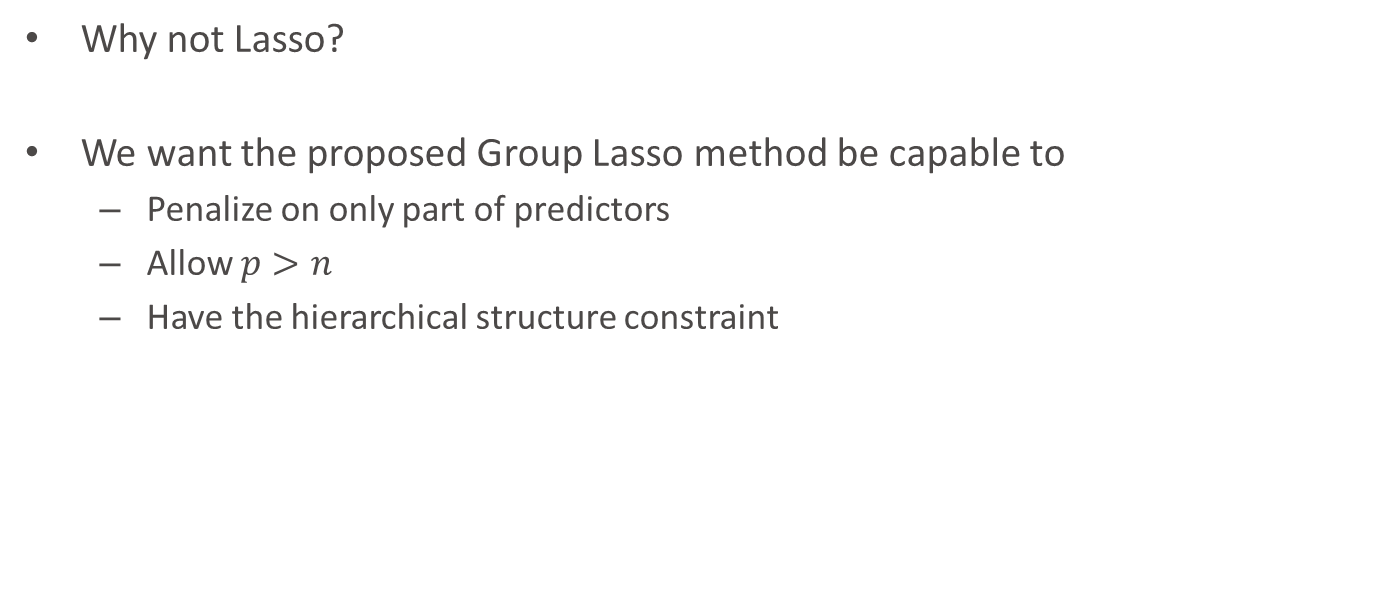 • Why not Lasso?
• We want the proposed Group Lasso method be capable to
– Penalize on only part of predictors
– Allow p > n
– Have the hierarchical structure constraint